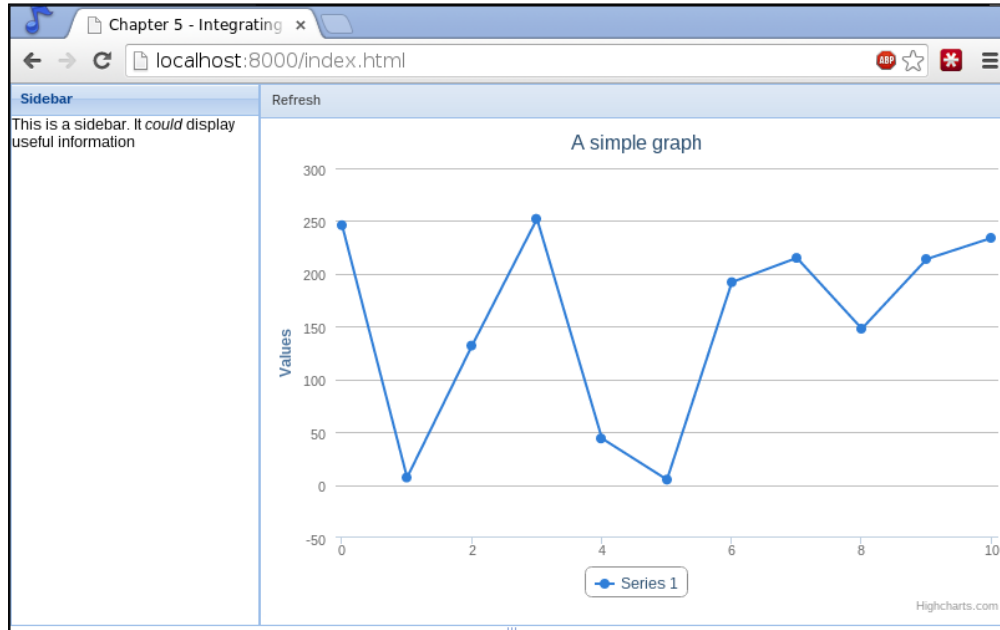 Chapter 5 - Integrating
localhost:8000/index.html
ABP
Sidebar
Refresh
This is a sidebar. It could display
useful information
A simple graph
300
250
200
150
100
50
0
-50
Values
0 2 4 6 8 10
Series 1
Highcharts.com